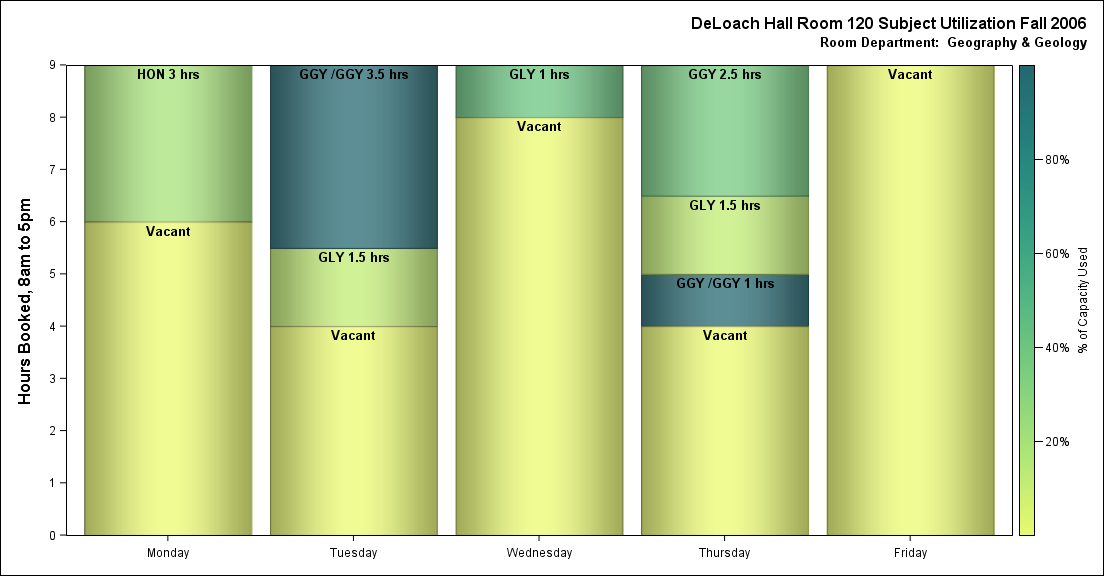 DeLoach Hall Room 120 Subject Utilization Fall 2006
Room Department:  Geography & Geology
Hours Booked, 8am to 5pm
9
8
7
6
5
4
3
2
1
0
HON 3 hrs
Vacant
GGY /GGY 3.5 hrs
GLY 1.5 hrs
Vacant
GLY 1 hrs
Vacant
GGY 2.5 hrs
GLY 1.5 hrs
GGY /GGY 1 hrs
Vacant
Vacant
Monday
Tuesday
Wednesday
Thursday
Friday
80%
60%
40%
20%
% of Capacity Used